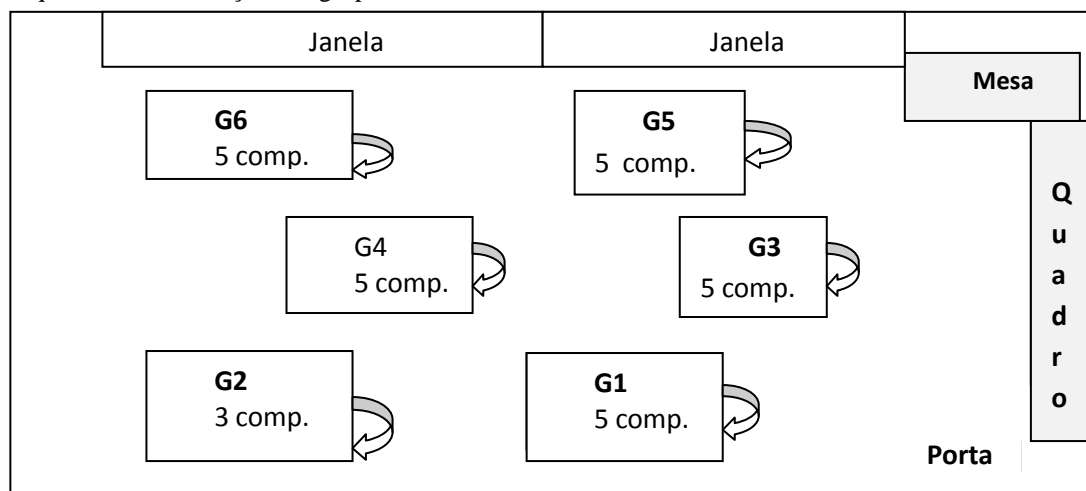 Janela
Janela
Mesa
G6
5 comp.
G5
5 comp.
G4
5 comp.
G3
5 comp.
G2
3 comp.
G1
5 comp.
Q
u
a
d
r
o
Porta